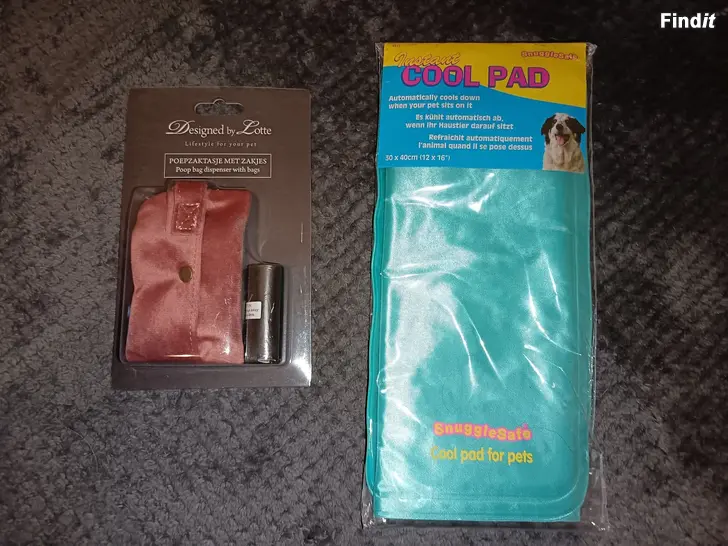 Findit
Designed by Lotte
Lifestyle for your pet
POEPZAKTASJE MET ZAKJES
Poop bag dispenser with bags
Instant
SnuggleSafe
COOL PAD
Automatically cools down
when your pet sits on it
Es kühlt automatisch ab,
wenn ihr Haustier darauf sitzt
Refraichit automatiquement
l'animal quand il se pose dessus
30 x 40cm (12 x 16")
SnuggleSafe
Cool pad for pets